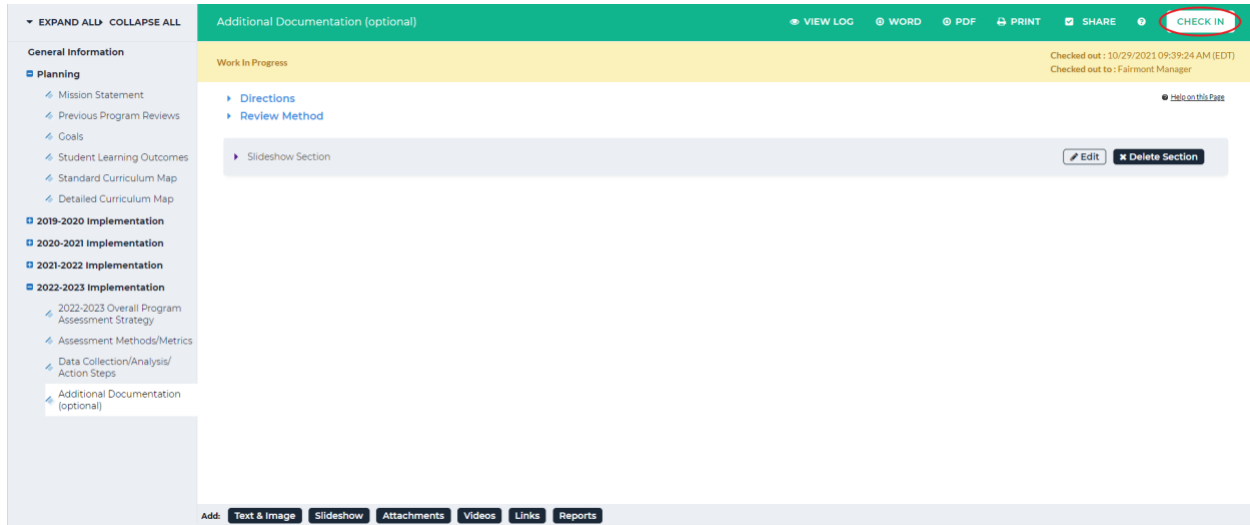 EXPAND ALL COLLAPSE ALL
General Information
Planning
Mission Statement
Previous Program Reviews
Goals
Student Learning Outcomes
Standard Curriculum Map
Detailed Curriculum Map
2019-2020 Implementation
2020-2021 Implementation
2021-2022 Implementation
2022-2023 Implementation
2022-2023 Overall Program
Assessment Strategy
Assessment Methods/Metrics
Data Collection/Analysis/
Action Steps
Additional Documentation
(optional)
Additional Documentation (optional) VIEW LOG WORD PDF PRINT SHARE CHECK IN
Work In Progress
Checked out : 10/29/2021 09:39:24 AM (EDT)
Checked out to : Fairmont Manager
Help on this Page
Directions
Review Method
Slideshow Section Edit Delete Section
Add: Text & Image Slideshow Attachments Videos Links Reports